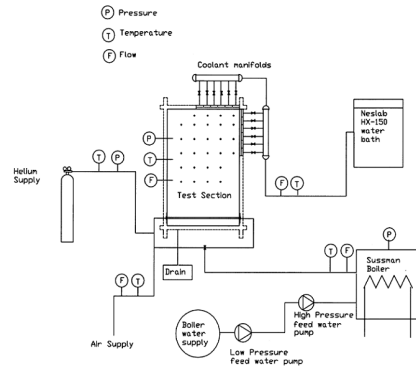 P Pressure
T Temperature
F Flow
Coolant manifolds
Neslab
HX-150
water
bath
P
T
F
Test Section
T P
Helium
Supply
F T
P
Sussman
Boiler
T F
Drain
F T
Air Supply
Boiler
water
supply
High Pressure
feed water
pump
Low Pressure
feed water pump